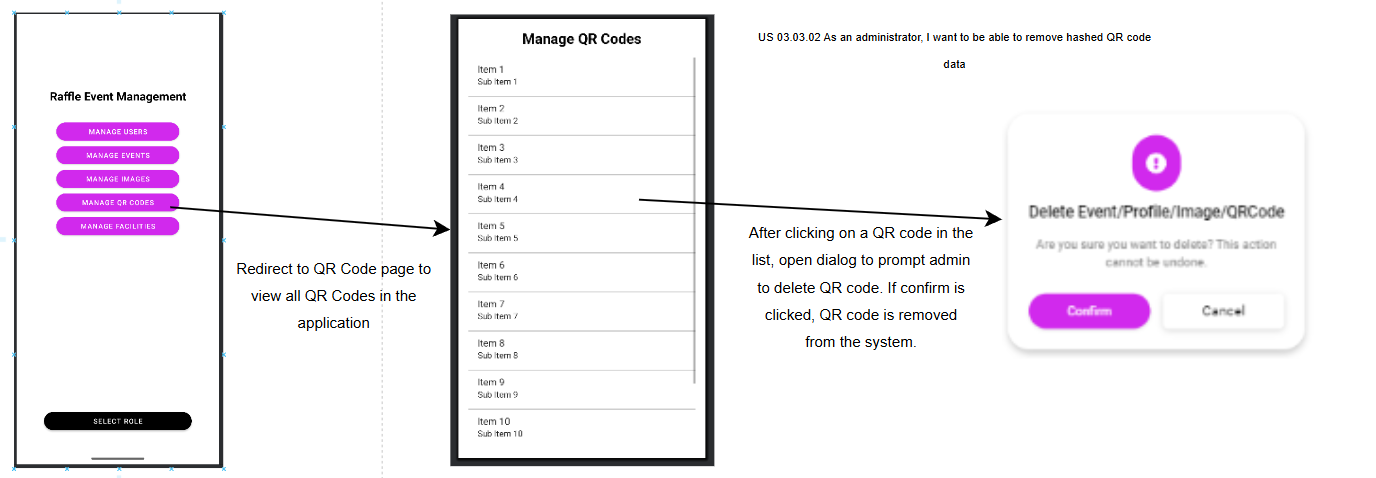 Raffle Event Management
MANAGE USERS
MANAGE EVENTS
MANAGE IMAGES
MANAGE QR CODES
MANAGE FACILITIES
SELECT ROLE
Redirect to QR Code page to
view all QR Codes in the
application
Manage QR Codes
Item 1
Sub Item 1
Item 2
Sub Item 2
Item 3
Sub Item 3
Item 4
Sub Item 4
Item 5
Sub Item 5
Item 6
Sub Item 6
Item 7
Sub Item 7
Item 8
Sub Item 8
Item 9
Sub Item 9
Item 10
Sub Item 10
US 03.03.02 As an administrator, I want to be able to remove hashed QR code
data
After clicking on a QR code in the
list, open dialog to prompt admin
to delete QR code. If confirm is
clicked, QR code is removed
from the system.
Delete Event/Profile/Image/QRCode
Are you sure you want to delete? This action
cannot be undone.
Confirm
Cancel